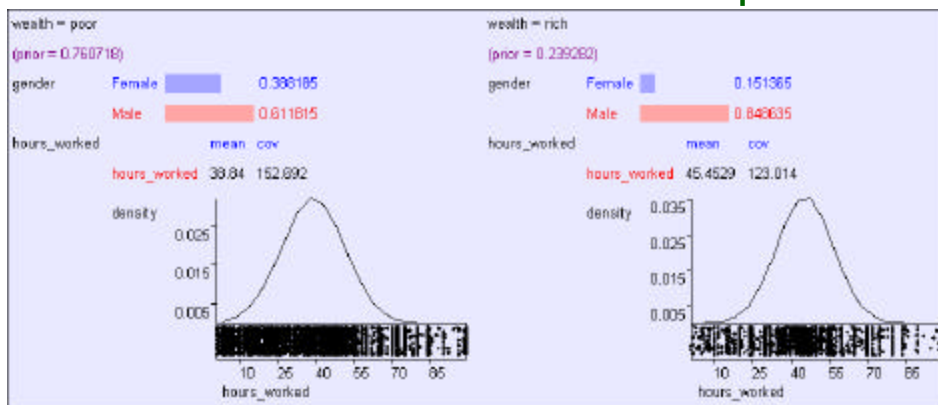 wealth = poor
(prior = 0.760718)
gender Female 0.388185
Male 0.611815
hours_worked mean cov
hours_worked 38.84 152.692
density
0.025
0.015
0.005
10 25 40 55 70 85
hours_worked
wealth = rich
(prior = 0.239282)
gender Female 0.151365
Male 0.848635
hours_worked mean cov
hours_worked 45.4529 123.014
density 0.035
0.025
0.015
0.005
10 25 40 55 70 85
hours_worked